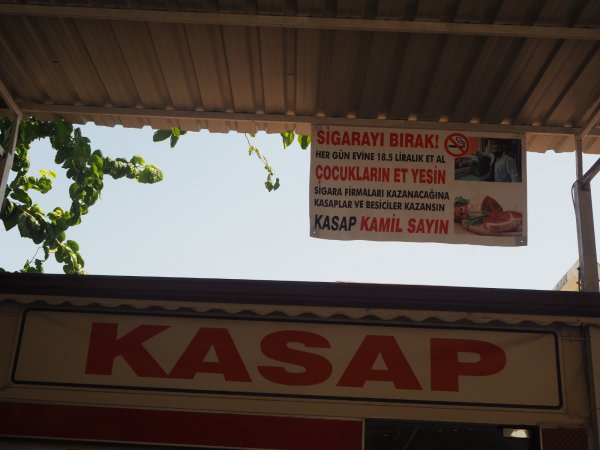 SİGARAYI BIRAK!
HER GÜN EVİNE 18.5 LİRALIK ET AL
ÇOCUKLARIN ET YESİN
SİGARA FİRMALARI KAZANACAĞINA
KASAPLAR VE BESİCİLER KAZANSIN
KASAP KAMİL SAYIN
KASAP